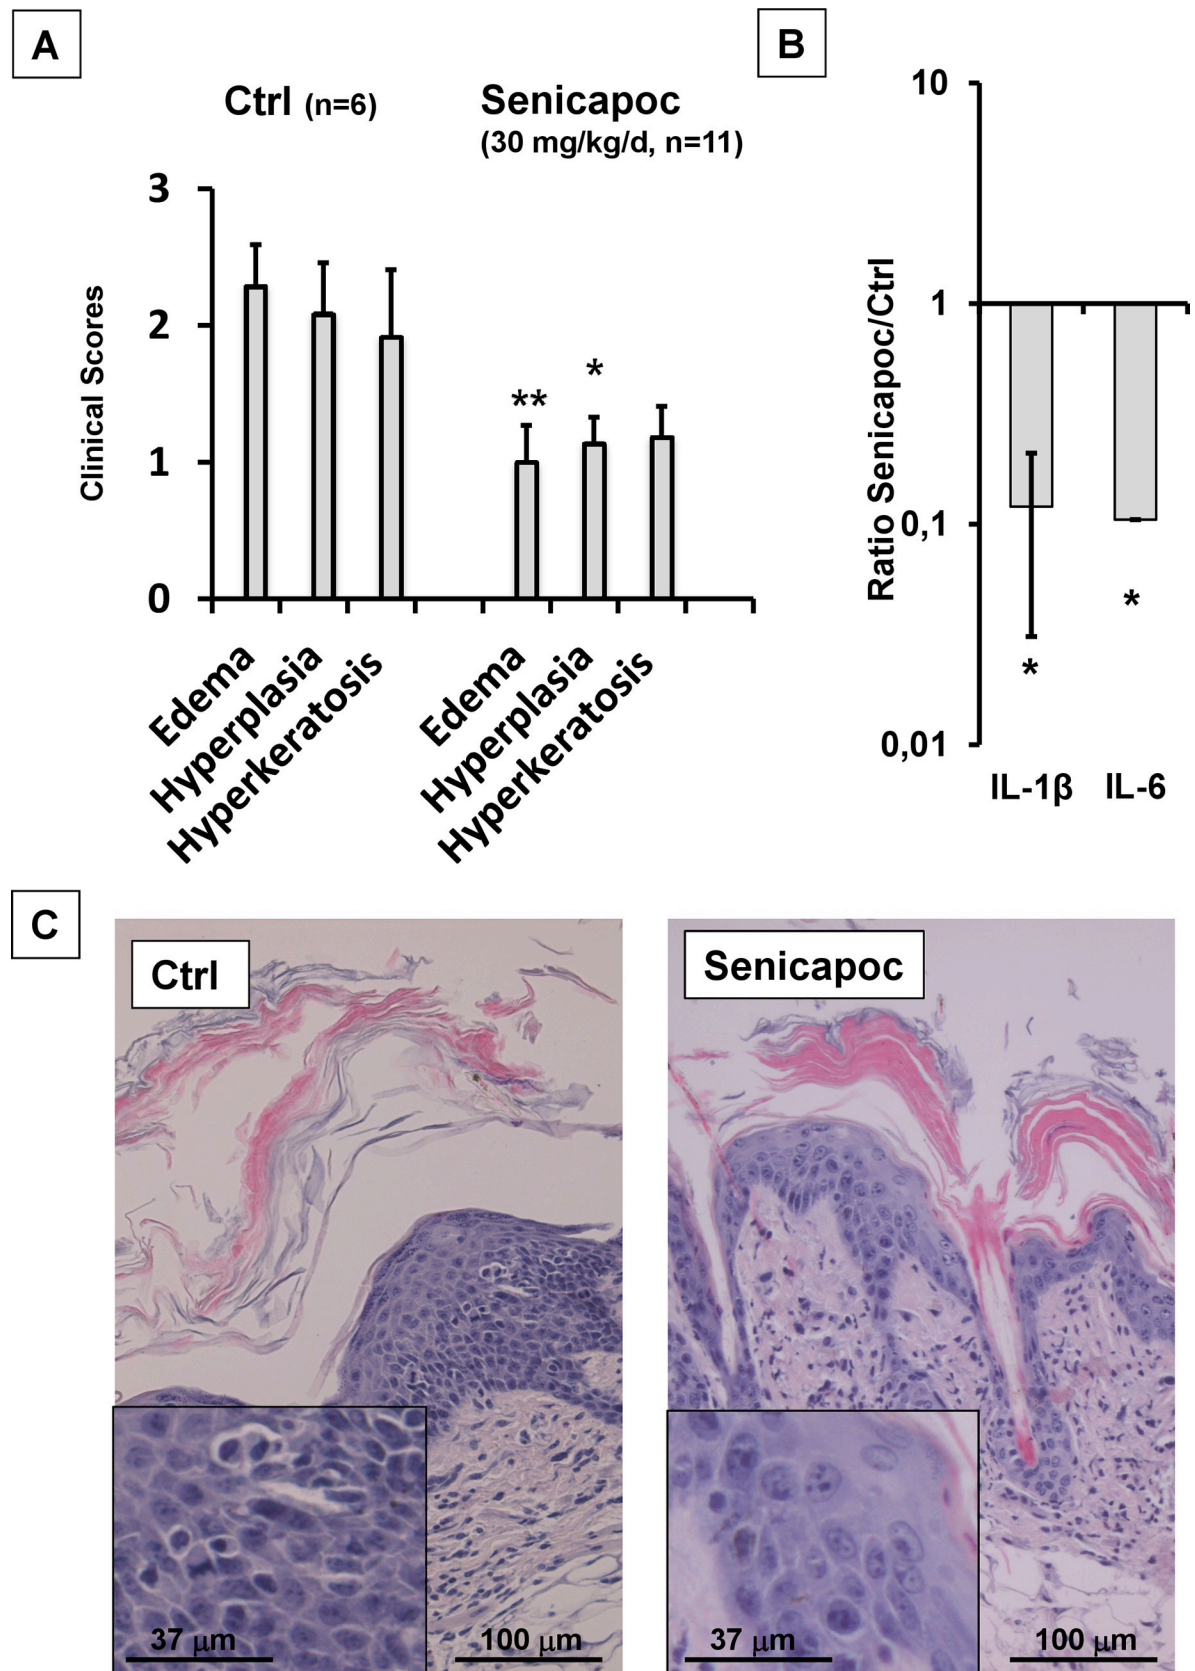 A
B
Ctrl (n=6)
Senicapoc
(30 mg/kg/d, n=11)
Clinical Scores
3
2
1
0
**
*
Edema
Hyperplasia
Hyperkeratosis
Edema
Hyperplasia
Hyperkeratosis
Ratio Senicapoc/Ctrl
10
1
0,1
0,01
*
*
IL-1β
IL-6
C
Ctrl
Senicapoc
37 μm
100 μm
37 μm
100 μm